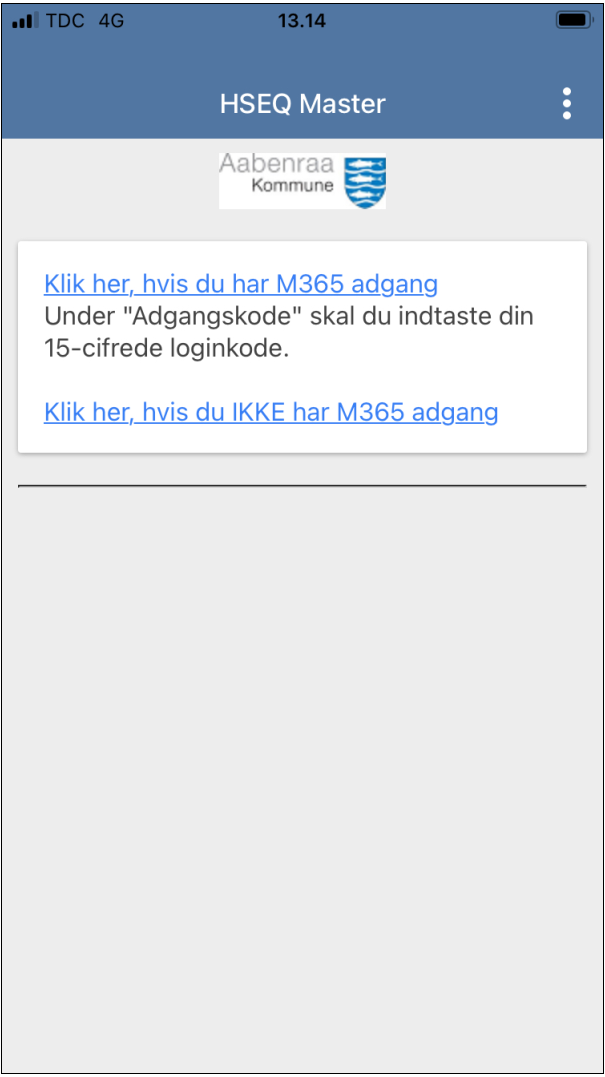 TDC 4G 13.14
HSEQ Master
Aabenraa
Kommune
Klik her, hvis du har M365 adgang
Under "Adgangskode" skal du indtaste din
15-cifrede loginkode.
Klik her, hvis du IKKE har M365 adgang